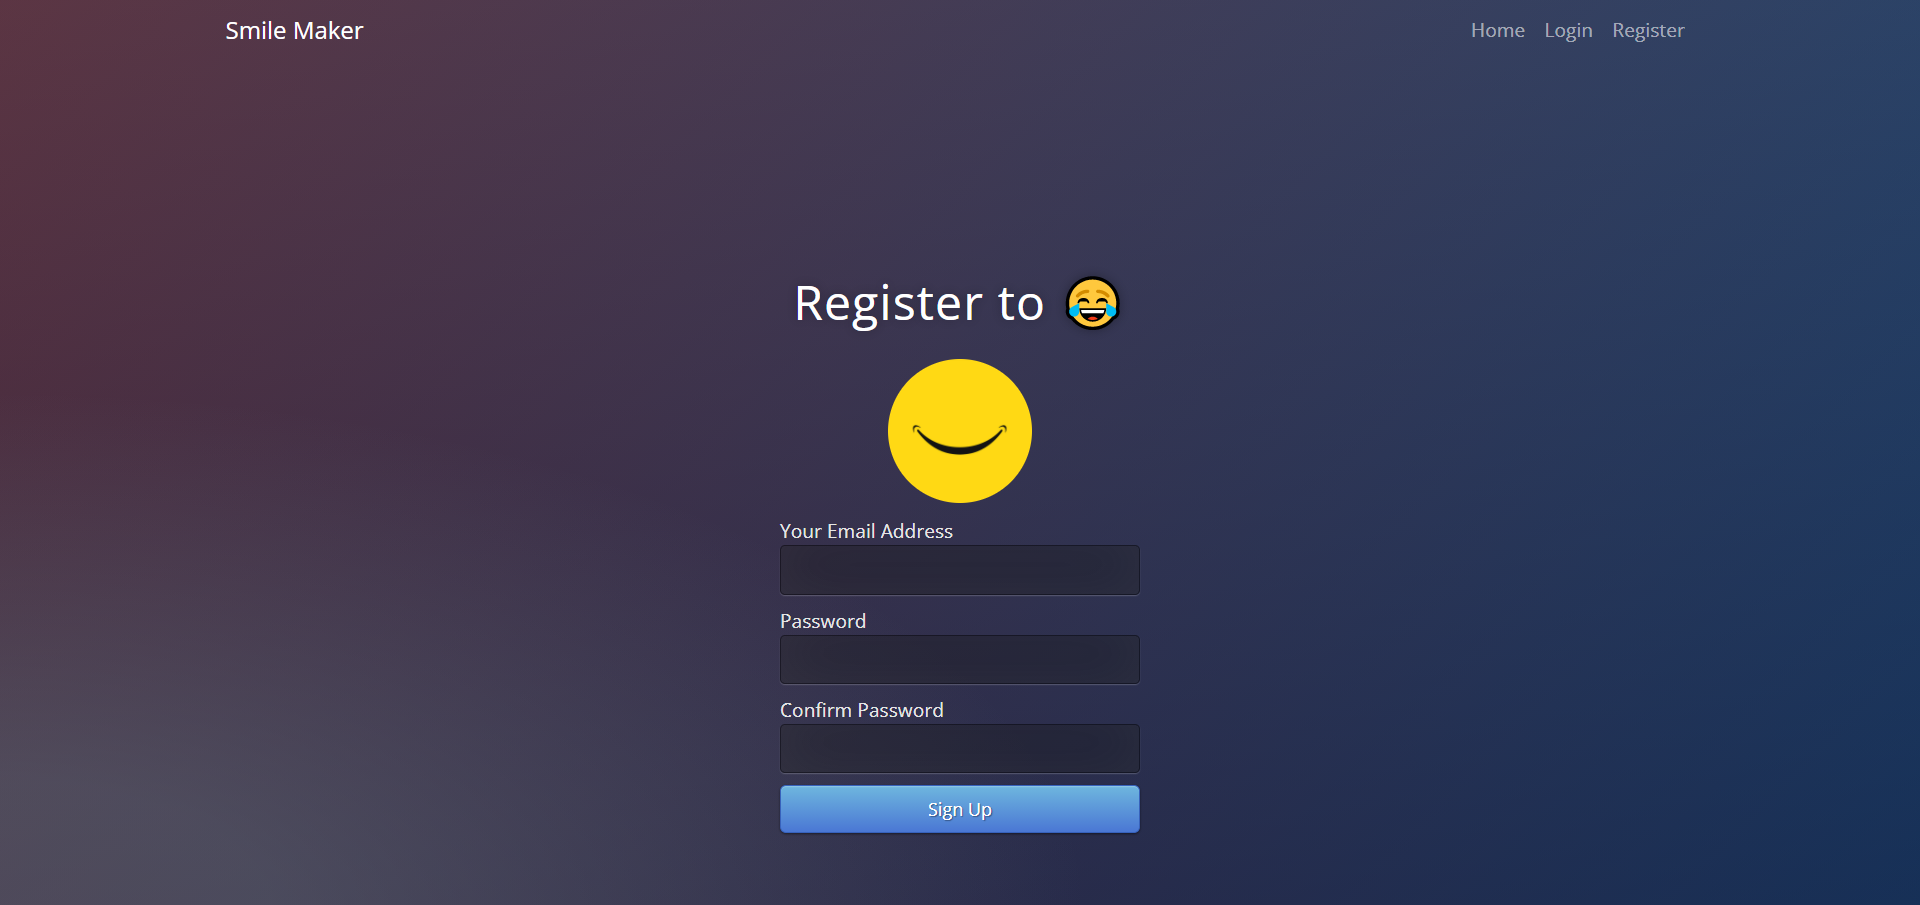 Smile Maker
Home Login Register
Register to 😂
Your Email Address
Password
Confirm Password
Sign Up